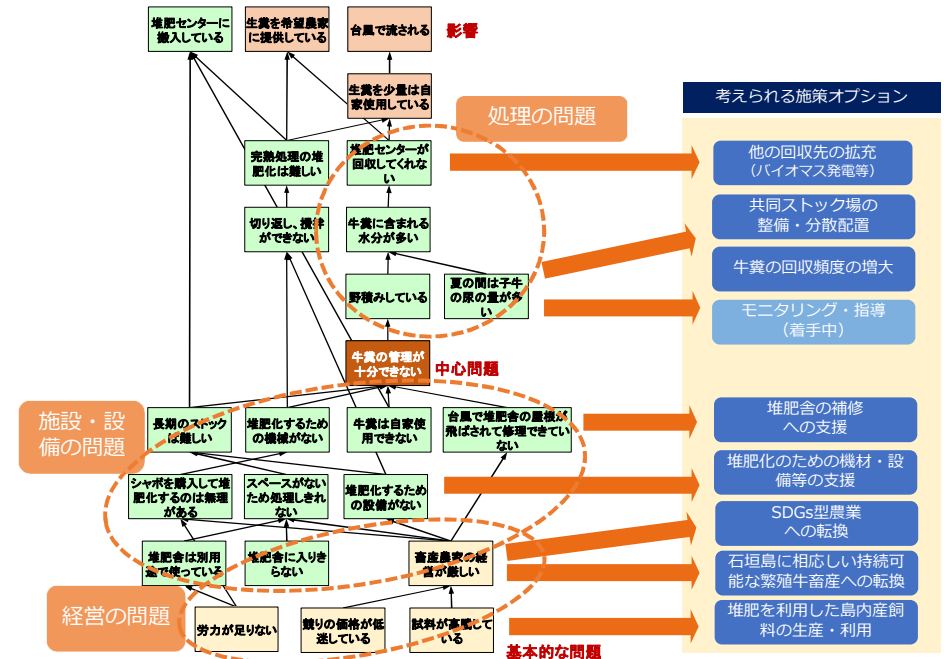 堆肥センターに
搬入している
生糞を希望農家
に提供している
台風で流される
影響
生糞を少量は自
家使用している
処理の問題
完熟処理の堆
肥化は難しい
堆肥センターが
回収してくれな
い
切り返し、攪拌
ができない
牛糞に含まれる
水分が多い
野積みしている
夏の間は子牛
の尿の量が多
い
牛糞の管理が
十分できない
中心問題
施設・設
備の問題
長期のストック
は難しい
堆肥化するため
の機械がない
牛糞は自家使
用できない
台風で堆肥舎の屋根が
飛ばされて修理できてい
ない
シャボを購入して堆
肥化するのは無理
がある
スペースがない
ため処理しきれ
ない
堆肥化するため
の設備がない
堆肥舎は別用
途で使っている
堆肥舎に入りき
らない
畜産農家の経
営が厳しい
経営の問題
労力が足りない
競りの価格が低
迷している
試料が高騰して
いる
基本的な問題
考えられる施策オプション
他の回収先の拡充
（バイオマス発電等）
共同ストック場の
整備・分散配置
牛糞の回収頻度の増大
モニタリング・指導
（着手中）
堆肥舎の補修
への支援
堆肥化のための機材・設
備等の支援
SDGs型農業
への転換
石垣島に相応しい持続可
能な繁殖牛畜産への転換
堆肥を利用した島内産飼
料の生産・利用